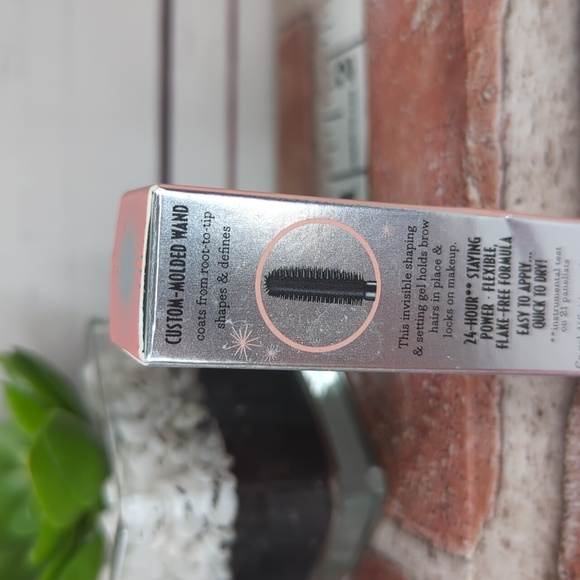 CUSTOM-MOLDED WAND
coats from root-to-tip
shapes & defines
This invisible shaping
& setting gel holds brow
hairs in place &
locks on makeup.
24-HOUR** STAYING
POWER • FLEXIBLE,
FLAKE-FREE FORMULA
EASY TO APPLY...
QUICK TO DRY!
**instrumental test
on 21 panelists
1
2